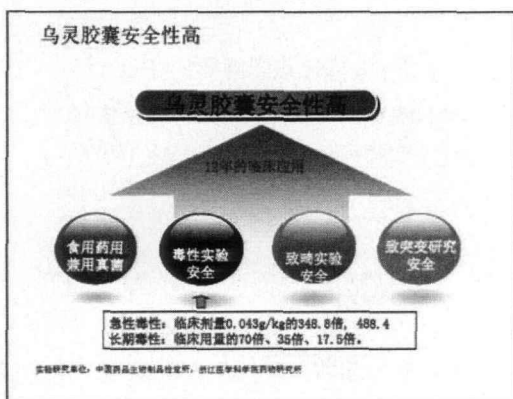 乌灵胶囊安全性高
乌灵胶囊安全性高
12年的临床应用
食用药用
兼用真菌
毒性实验
安全
致畸实验
安全
致突变研究
安全
急性毒性：临床剂量0.043g/kg的348.8倍，488.4
长期毒性：临床用量的70倍、35倍、17.5倍。
实验研究单位：中国药品生物制品检定所，浙江医学科学院药物研究所